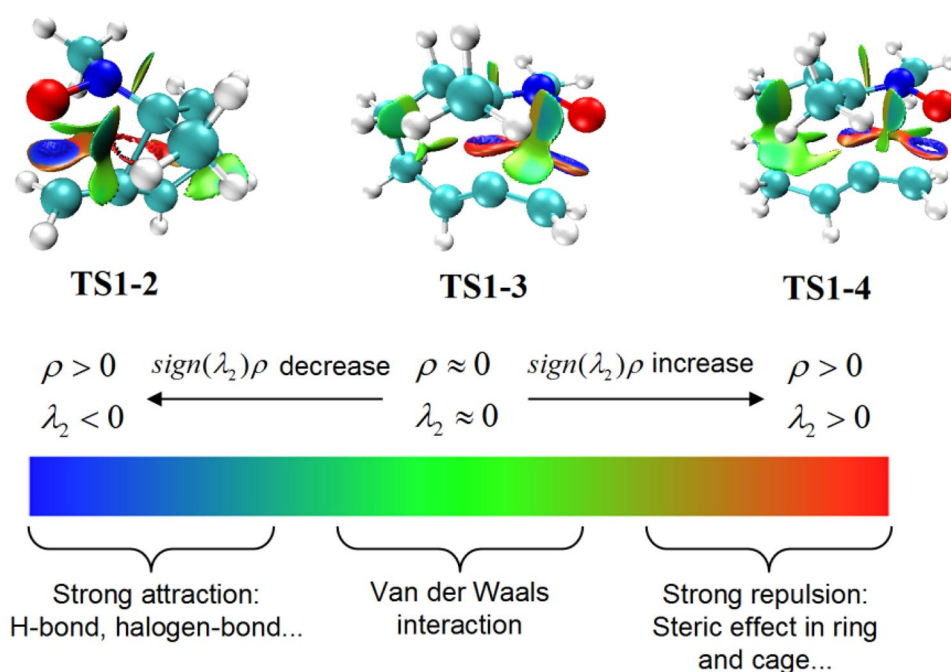 TS1-2 TS1-3 TS1-4
ρ > 0 sign(λ₂)ρ decrease ρ ≈ 0 sign(λ₂)ρ increase ρ > 0
λ₂ < 0 λ₂ ≈ 0 λ₂ > 0
Strong attraction:
H-bond, halogen-bond...
Van der Waals
interaction
Strong repulsion:
Steric effect in ring
and cage...